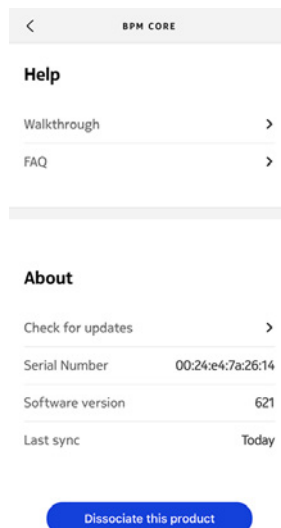 BPM CORE
Help
Walkthrough
FAQ
About
Check for updates
Serial Number 00:24:e4:7a:26:14
Software version 621
Last sync Today
Dissociate this product